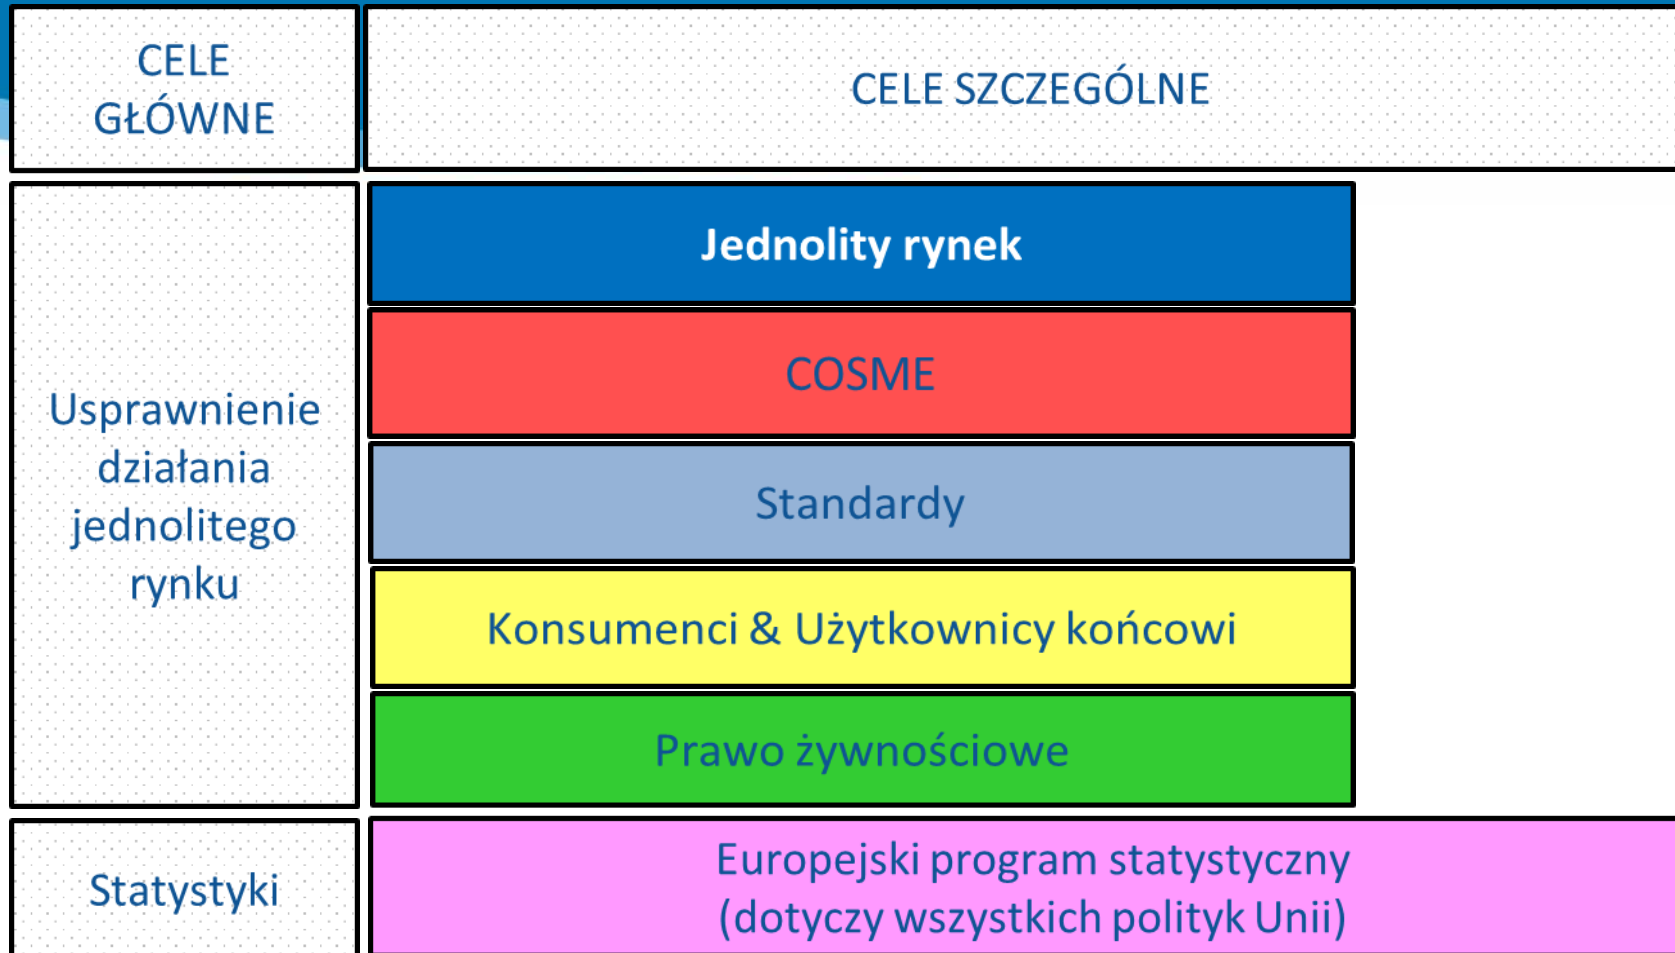 CELE
GŁÓWNE
CELE SZCZEGÓLNE
Usprawnienie
działania
jednolitego
rynku
Jednolity rynek
COSME
Standardy
Konsumenci & Użytkownicy końcowi
Prawo żywnościowe
Statystyki
Europejski program statystyczny
(dotyczy wszystkich polityk Unii)